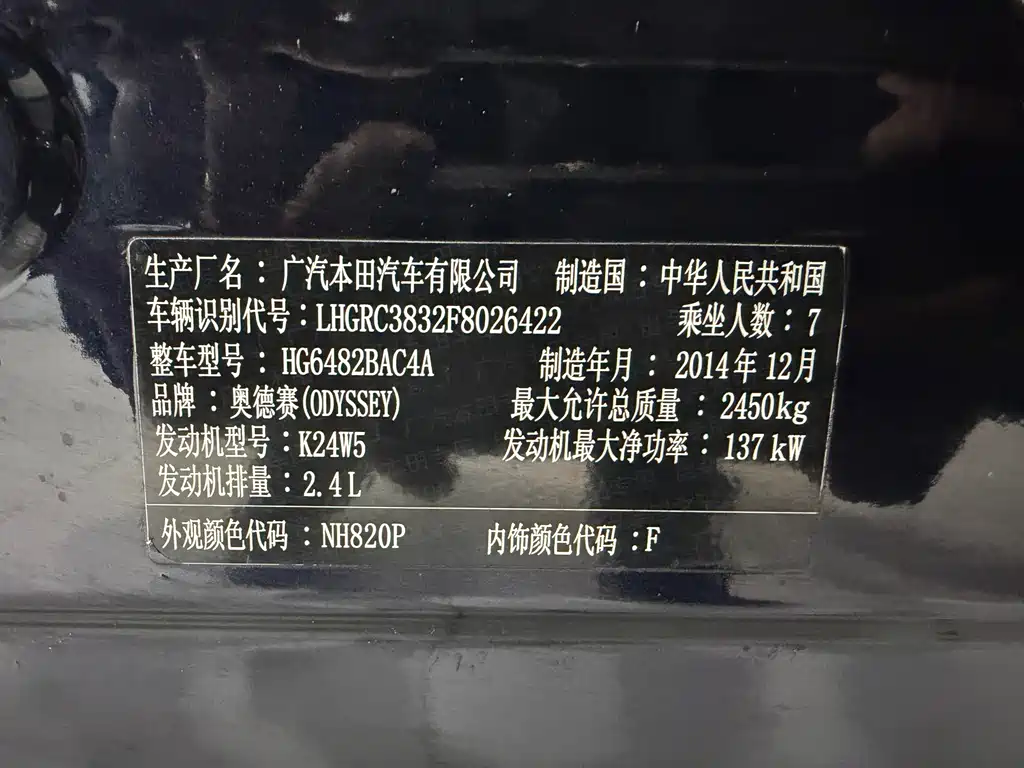 生产厂名：广汽本田汽车有限公司 制造国：中华人民共和国
车辆识别代号：LHGRC3832F8026422 乘坐人数：7
整车型号：HG6482BAC4A 制造年月：2014年12月
品牌：奥德赛(ODYSSEY) 最大允许总质量：2450kg
发动机型号：K24W5 发动机最大净功率：137kW
发动机排量：2.4L
外观颜色代码：NH820P 内饰颜色代码：F